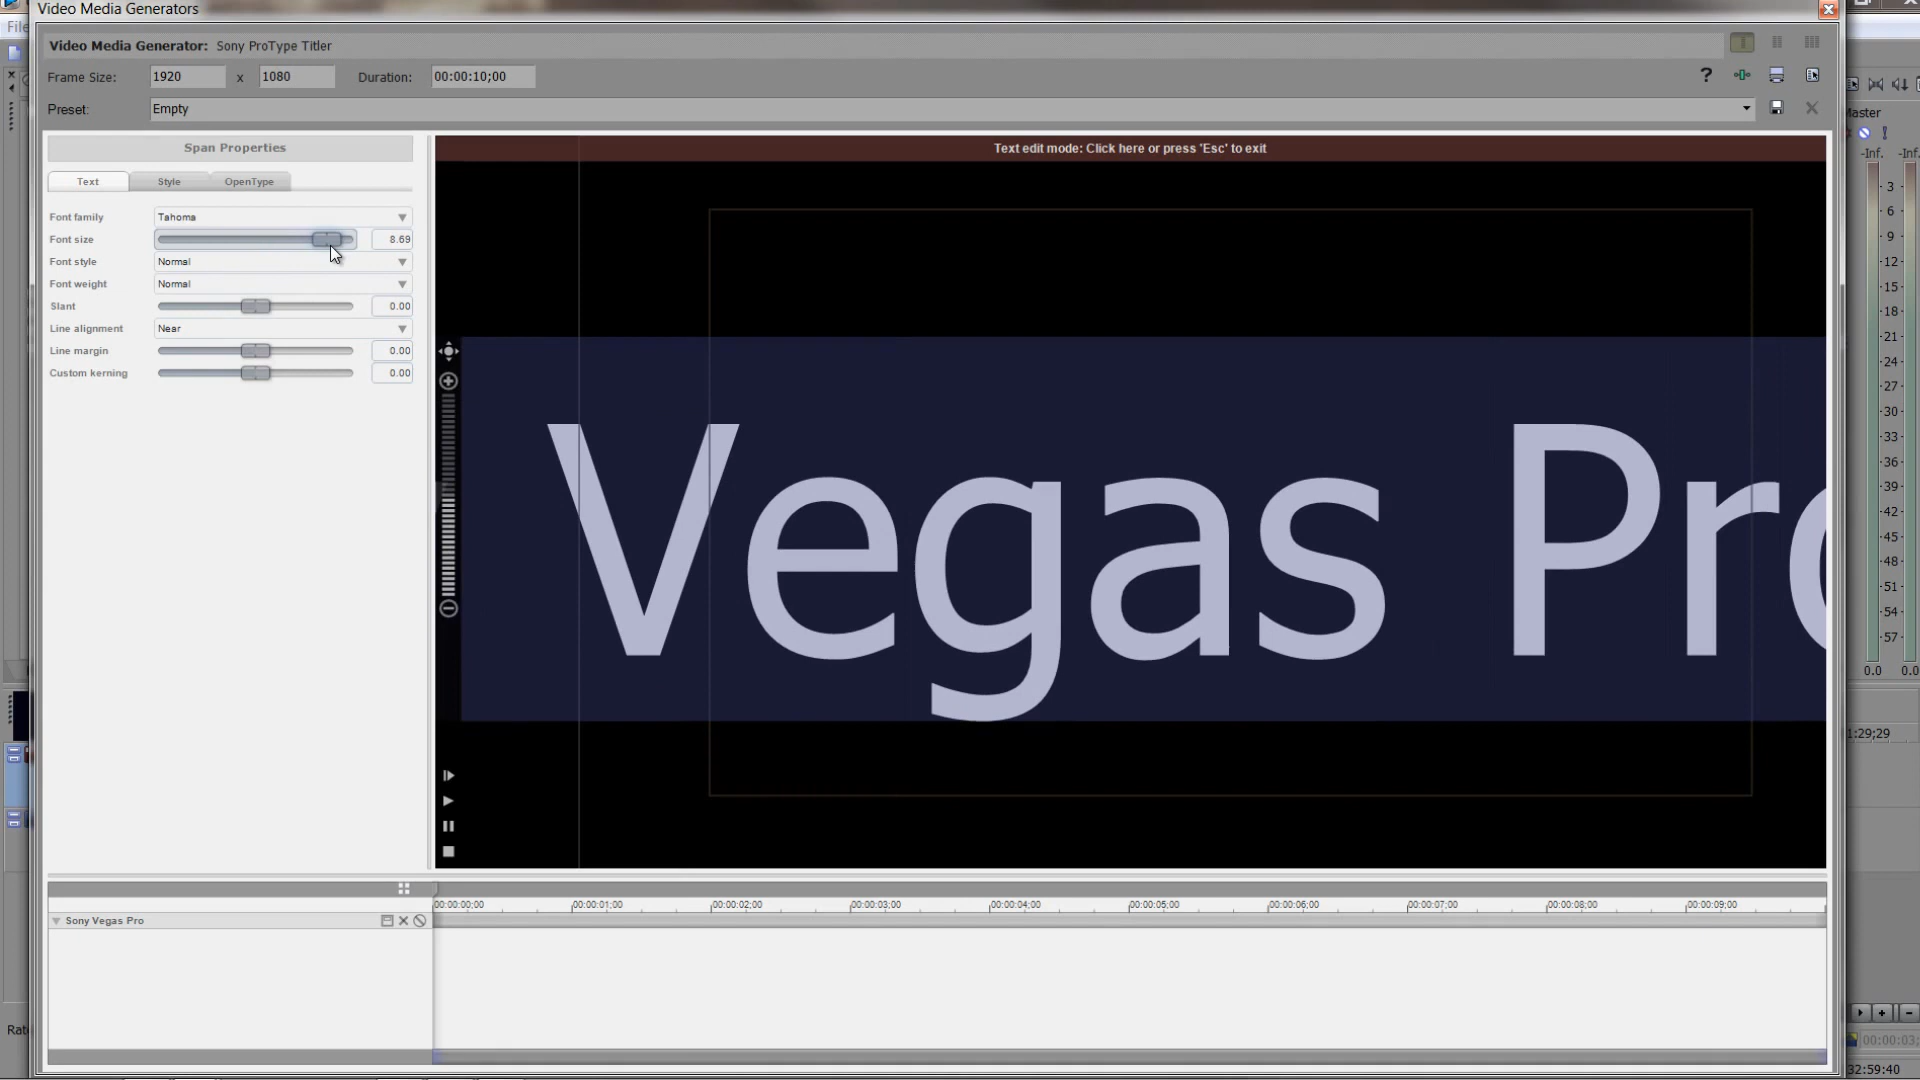 Video Media Generators
File
Video Media Generator: Sony ProType Titler
Frame Size: 1920 x 1080 Duration: 00:00:10;00
?
Preset: Empty
Master
Span Properties
Text edit mode: Click here or press 'Esc' to exit
-Inf. -Inf.
Text Style OpenType
Font family Tahoma
Font size 8.69
Font style Normal
Font weight Normal
Slant 0.00
Line alignment Near
Line margin 0.00
Custom kerning 0.00
Vegas Pro
3
6
9
12
15
18
21
24
27
30
33
36
39
42
45
48
51
54
57
0.0 0.0
1:29;29
00:00:00;00 00:00:01;00 00:00:02;00 00:00:03;00 00:00:04;00 00:00:05;00 00:00:06;00 00:00:07;00 00:00:08;00 00:00:09;00
Sony Vegas Pro
Rate
00:00:03;
32:59:40